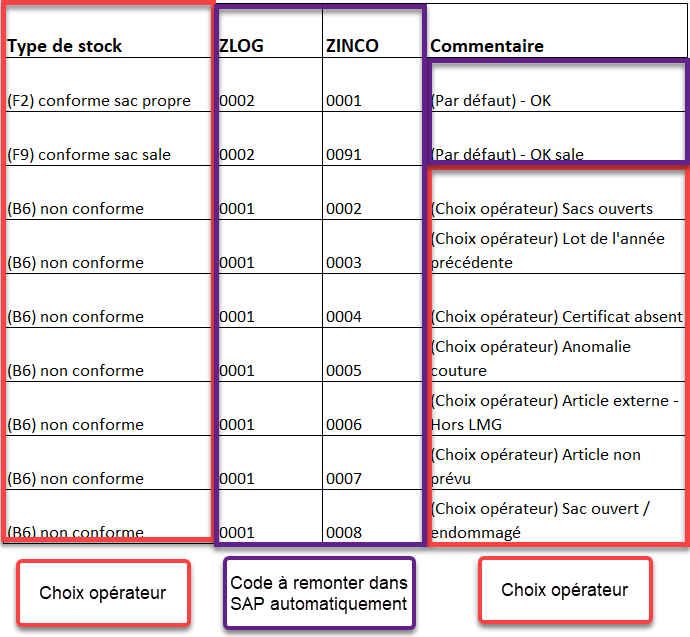 Type de stock ZLOG ZINCO Commentaire
(F2) conforme sac propre 0002 0001 (Par défaut) - OK
(F9) conforme sac sale 0002 0091 (Par défaut) - OK sale
(B6) non conforme 0001 0002 (Choix opérateur) Sacs ouverts
(Choix opérateur) Lot de l'année
(B6) non conforme 0001 0003 précédente
(B6) non conforme 0001 0004 (Choix opérateur) Certificat absent
(Choix opérateur) Anomalie
(B6) non conforme 0001 0005 couture
(Choix opérateur) Article externe -
(B6) non conforme 0001 0006 Hors LMG
(Choix opérateur) Article non
(B6) non conforme 0001 0007 prévu
(Choix opérateur) Sac ouvert /
(B6) non conforme 0001 0008 endommagé
Choix opérateur
Code à remonter dans
SAP automatiquement
Choix opérateur